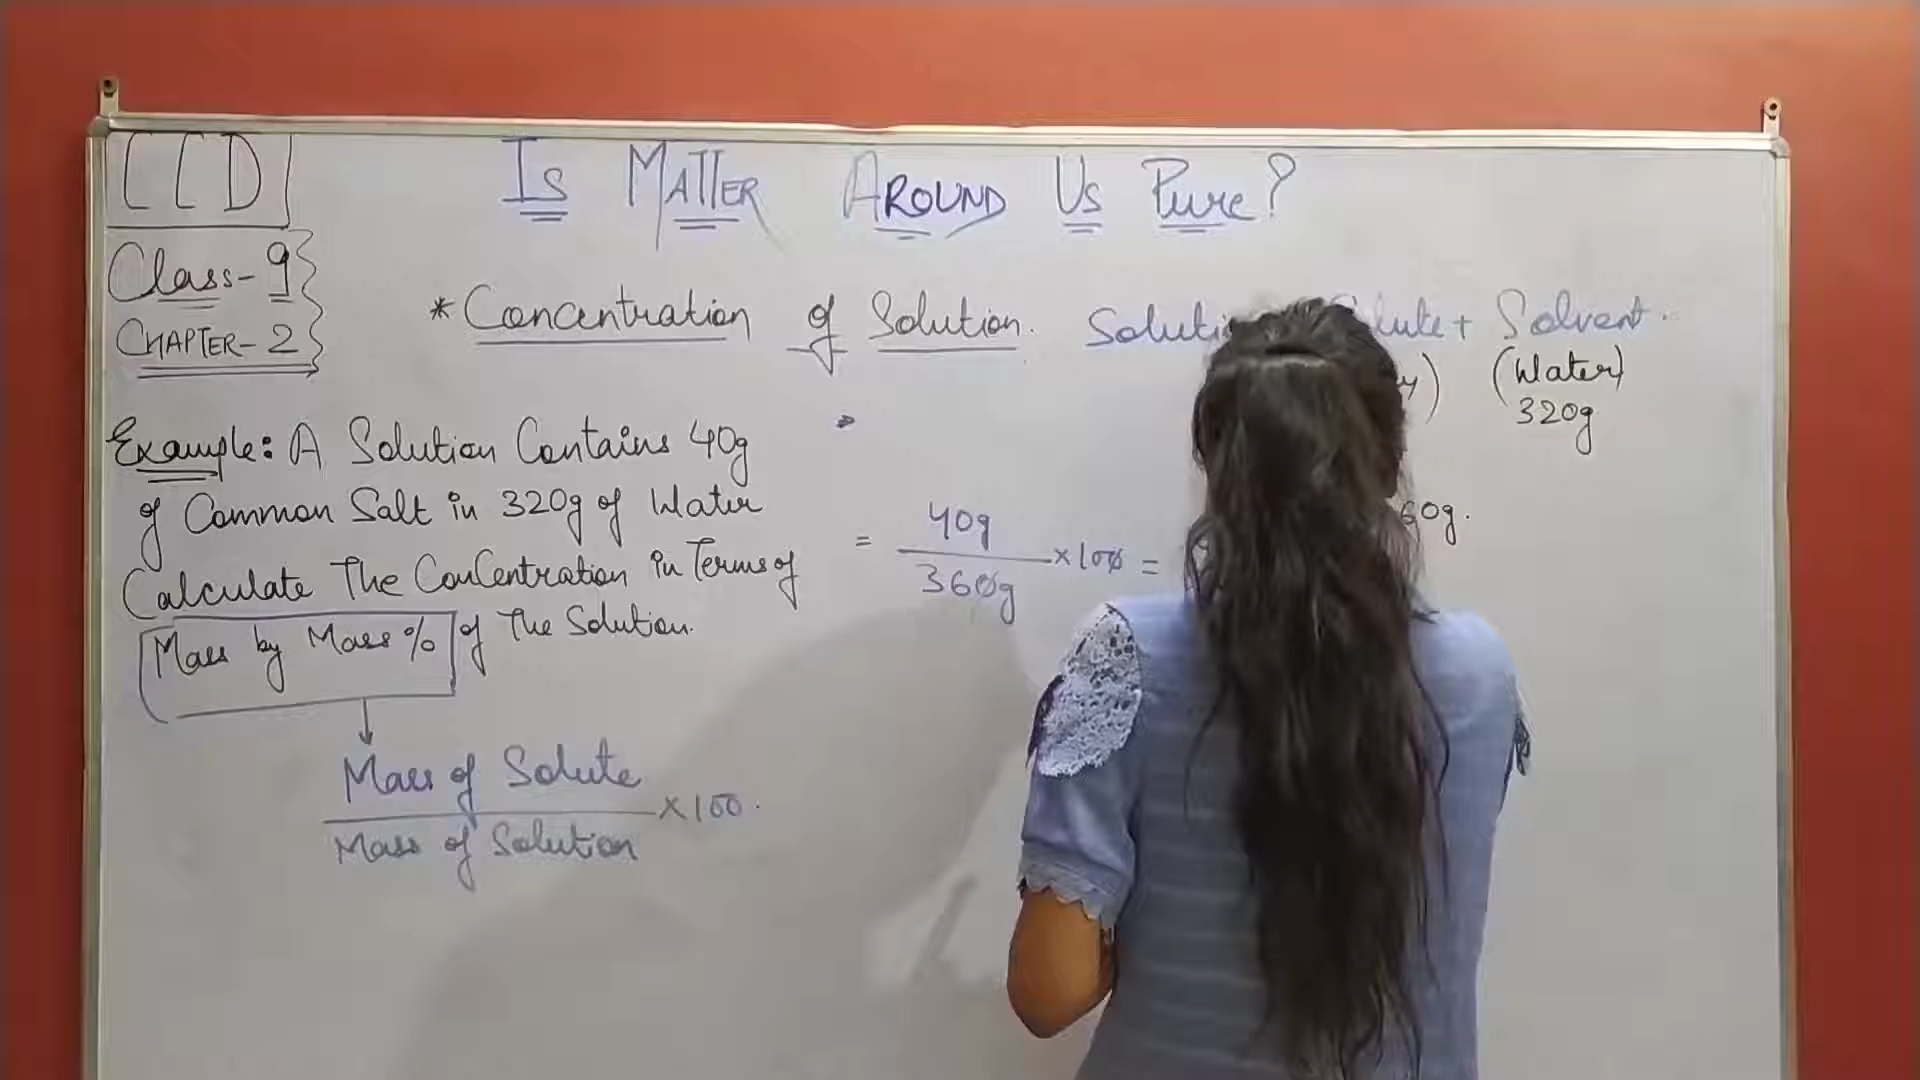 CCD
Is MATTER AROUND Us Pure?
Class-9
CHAPTER-2
*Concentration of Solution. Solvent.
(Water)
320g
Example: A Solution Contains 40g
of Common Salt in 320g of Water
Calculate The Concentration in Terms of
Mass by Mass % of The Solution.
= 40g
360g ×100 =
60g.
Mass of Solute
Mass of Solution ×100.